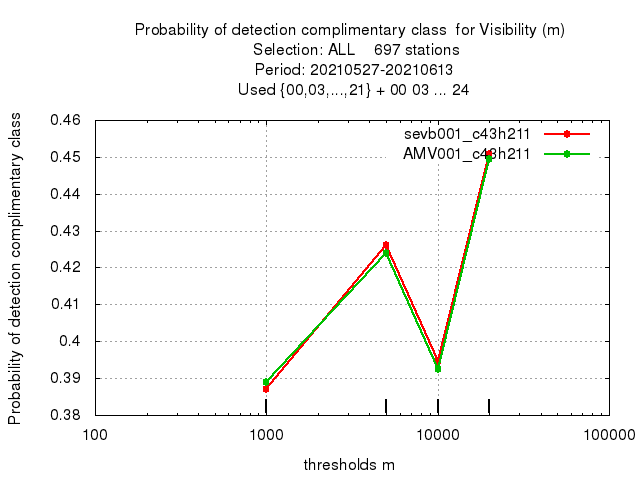 Probability of detection complimentary class  for Visibility (m)
Selection: ALL    697 stations
Period: 20210527-20210613
Used {00,03,...,21} + 00 03 ... 24
Probability of detection complimentary class
0.46
0.45
0.44
0.43
0.42
0.41
0.4
0.39
0.38
sevb001_c43h211
AMV001_c43h211
100
1000
10000
100000
thresholds m